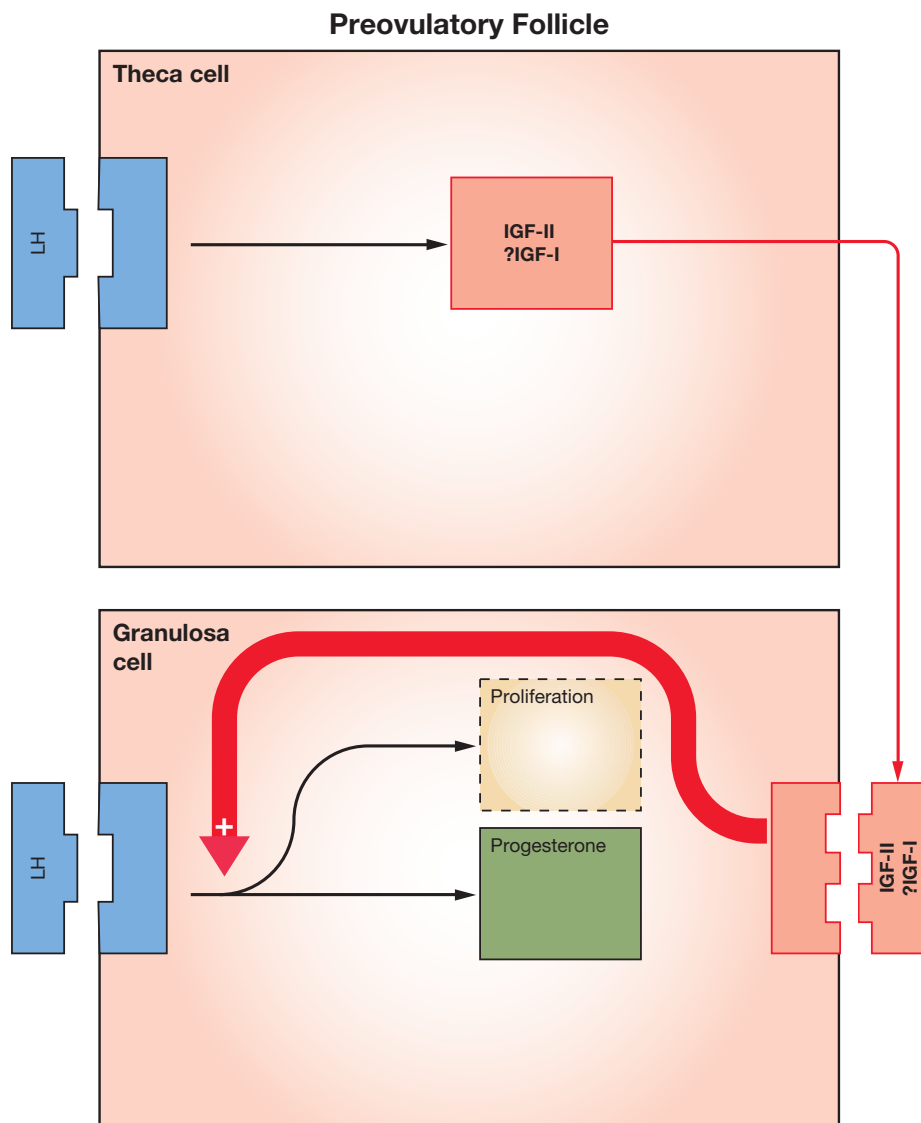 Preovulatory Follicle
Theca cell
LH
IGF-II
?IGF-I
Granulosa
cell
Proliferation
+
LH
Progesterone
IGF-II
?IGF-I